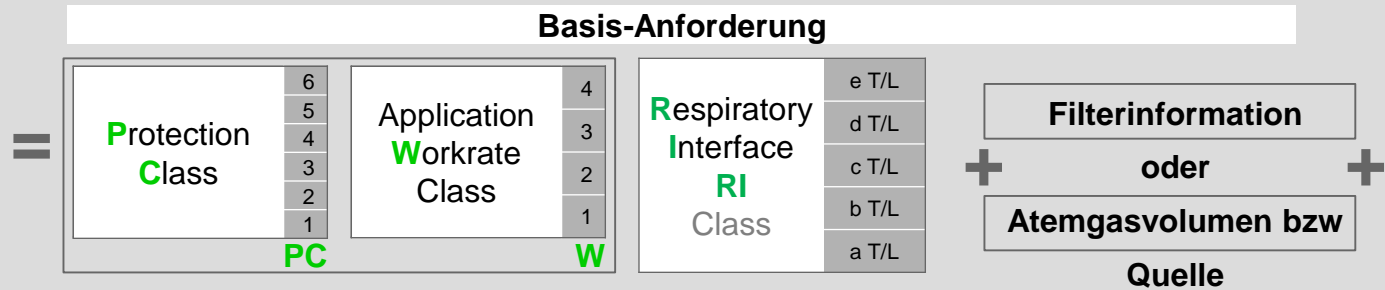 Basis-Anforderung
=
Protection
Class
6
5
4
3
2
1
PC
Application
Workrate
Class
4
3
2
1
W
Respiratory
Interface
RI
Class
e T/L
d T/L
c T/L
b T/L
a T/L
+
Filterinformation
oder
Atemgasvolumen bzw
Quelle
+